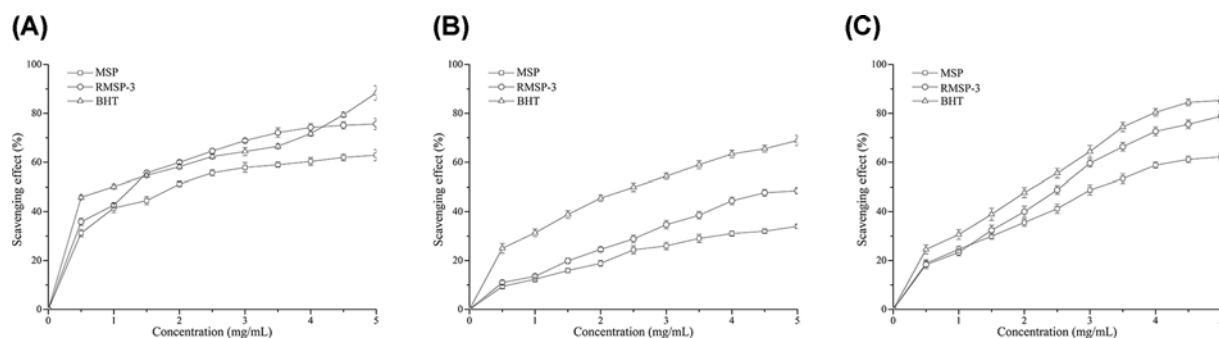 (A)
Scavenging effect (%)
100
80
60
40
20
0
MSP
RMSP-3
BHT
0 1 2 3 4 5
Concentration (mg/mL)
(B)
Scavenging effect (%)
100
80
60
40
20
0
MSP
RMSP-3
BHT
0 1 2 3 4 5
Concentration (mg/mL)
(C)
Scavenging effect (%)
100
80
60
40
20
0
MSP
RMSP-3
BHT
0 1 2 3 4 5
Concentration (mg/mL)